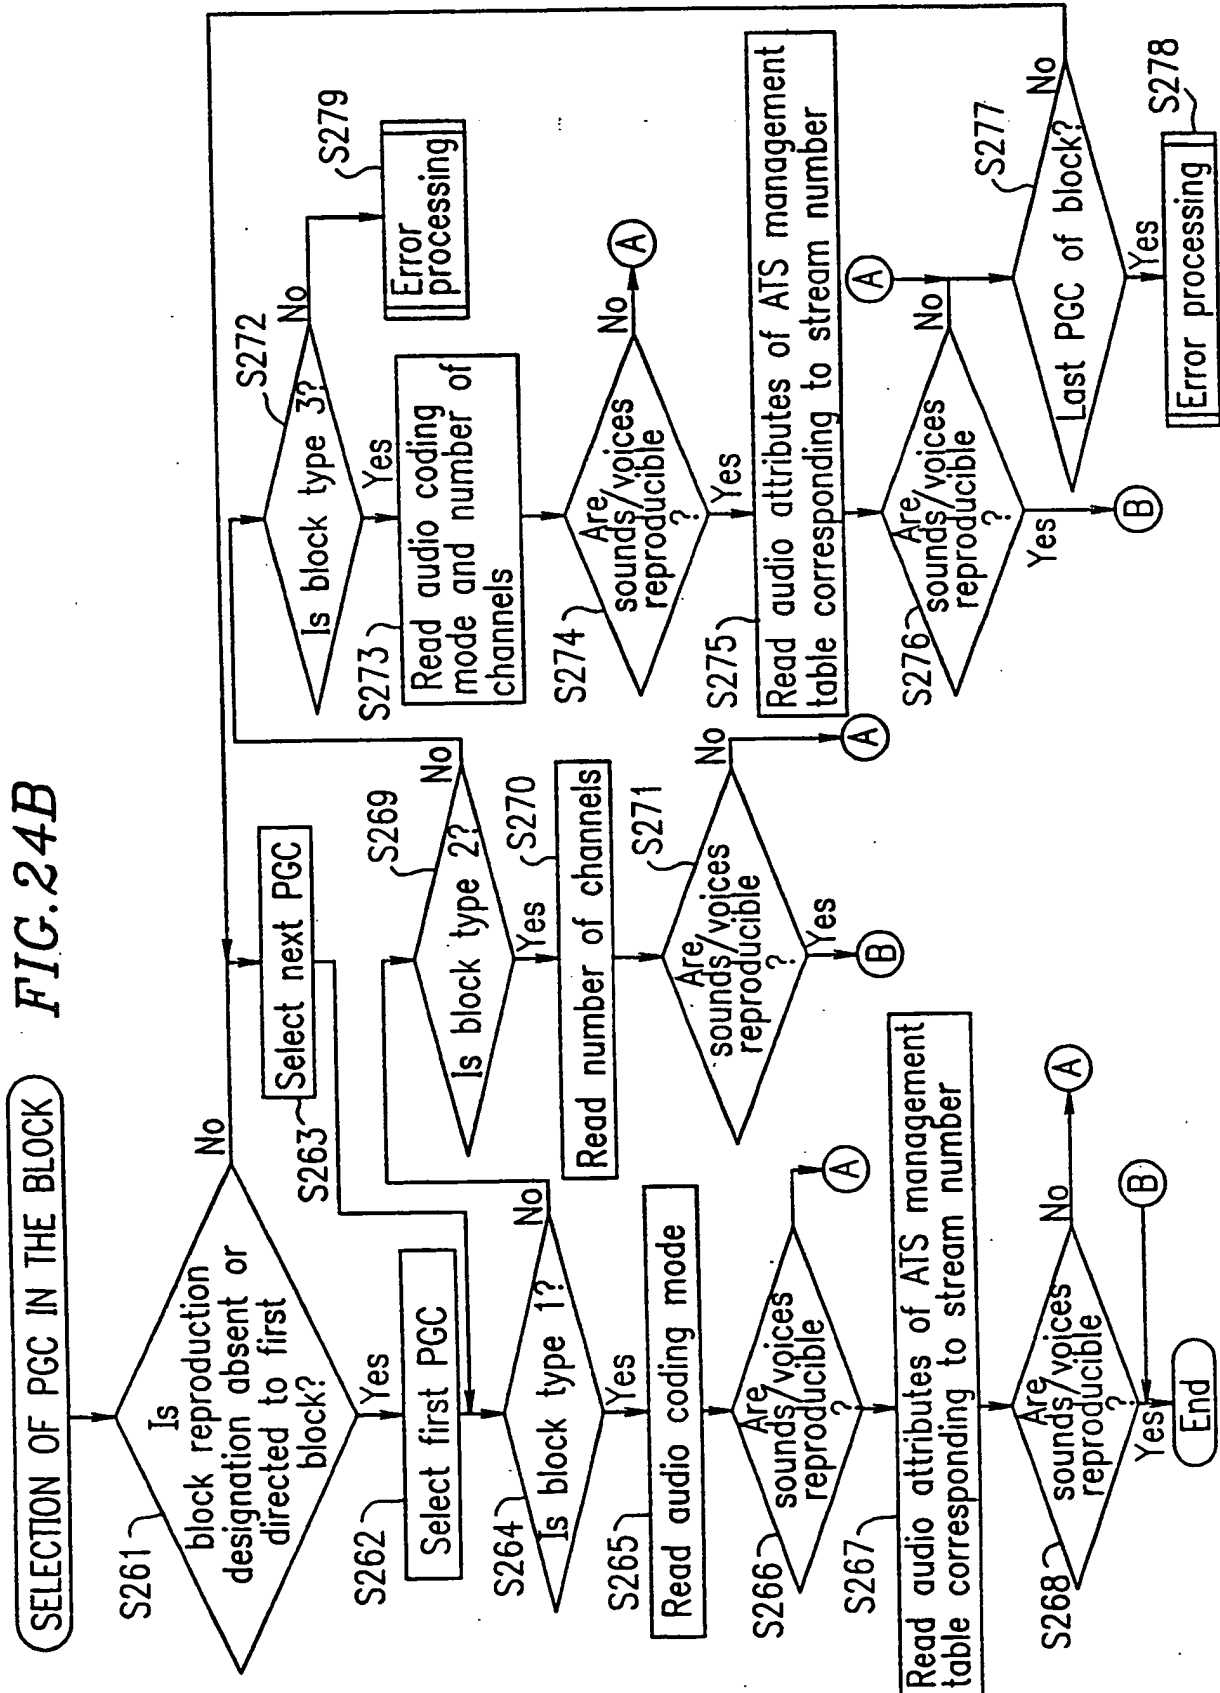 FIG.24B
SELECTION OF PGC IN THE BLOCK
S261
Is
block reproduction
designation absent or
directed to first
block?
No
Yes
S262
Select first PGC
S263
Select next PGC
S264
Is block type 1?
No
Yes
S265
Read audio coding mode
S266
Are
sounds/voices
reproducible
?
A
S267
Read audio attributes of ATS management
table corresponding to stream number
S268
Are
sounds/voices
reproducible
?
No
A
Yes
B
End
S269
Is block type 2?
No
Yes
S270
Read number of channels
S271
Are
sounds/voices
reproducible
?
No
A
Yes
B
S272
Is block type 3?
No
Yes
S279
Error
processing
S273
Read audio coding
mode and number of
channels
S274
Are
sounds/voices
reproducible
?
No
A
Yes
S275
Read audio attributes of ATS management
table corresponding to stream number
S276
Are
sounds/voices
reproducible
?
No
A
Yes
B
S277
Last PGC of block?
No
Yes
S278
Error processing